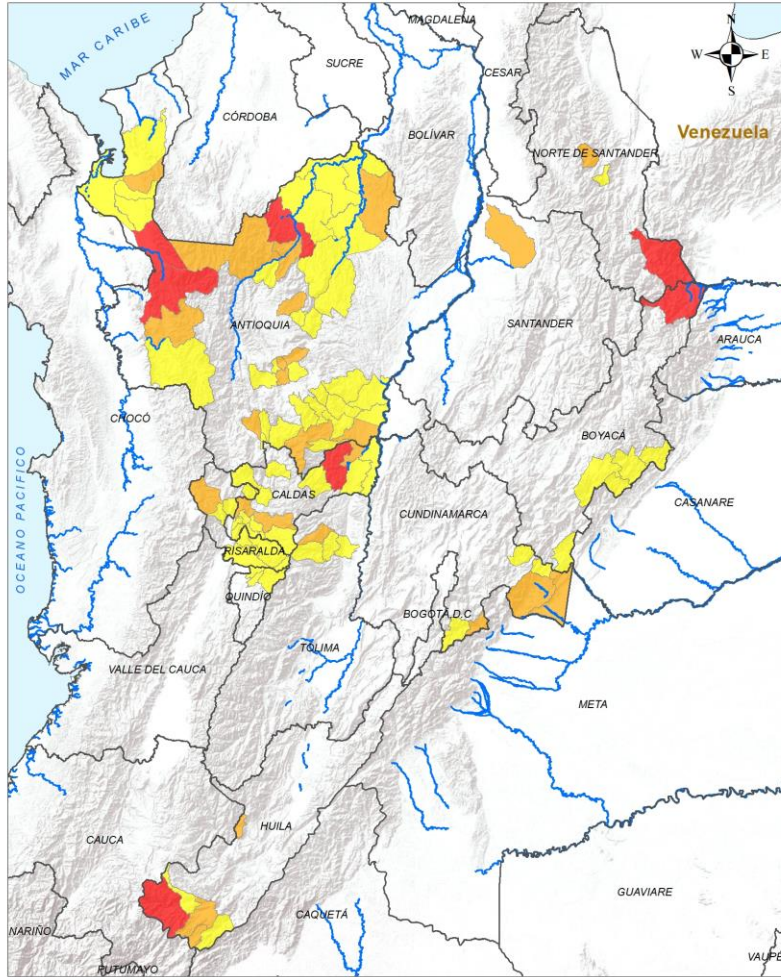 MAGDALENA
N
MAR CARIBE
W
E
SUCRE
CESAR
S
CÓRDOBA
BOLÍVAR
Venezuela
NORTE DE SANTANDER
ANTIOQUIA
SANTANDER
ARAUCA
CHOCÓ
BOYACÁ
OCEANO PACIFICO
CALDAS
CUNDINAMARCA
CASANARE
RISARALDA
QUINDÍO
BOGOTÁ D.C
TOLIMA
VALLE DEL CAUCA
META
CAUCA
HUILA
GUAVIARE
CAQUETÁ
NARIÑO
PUTUMAYO
VAUPÉ